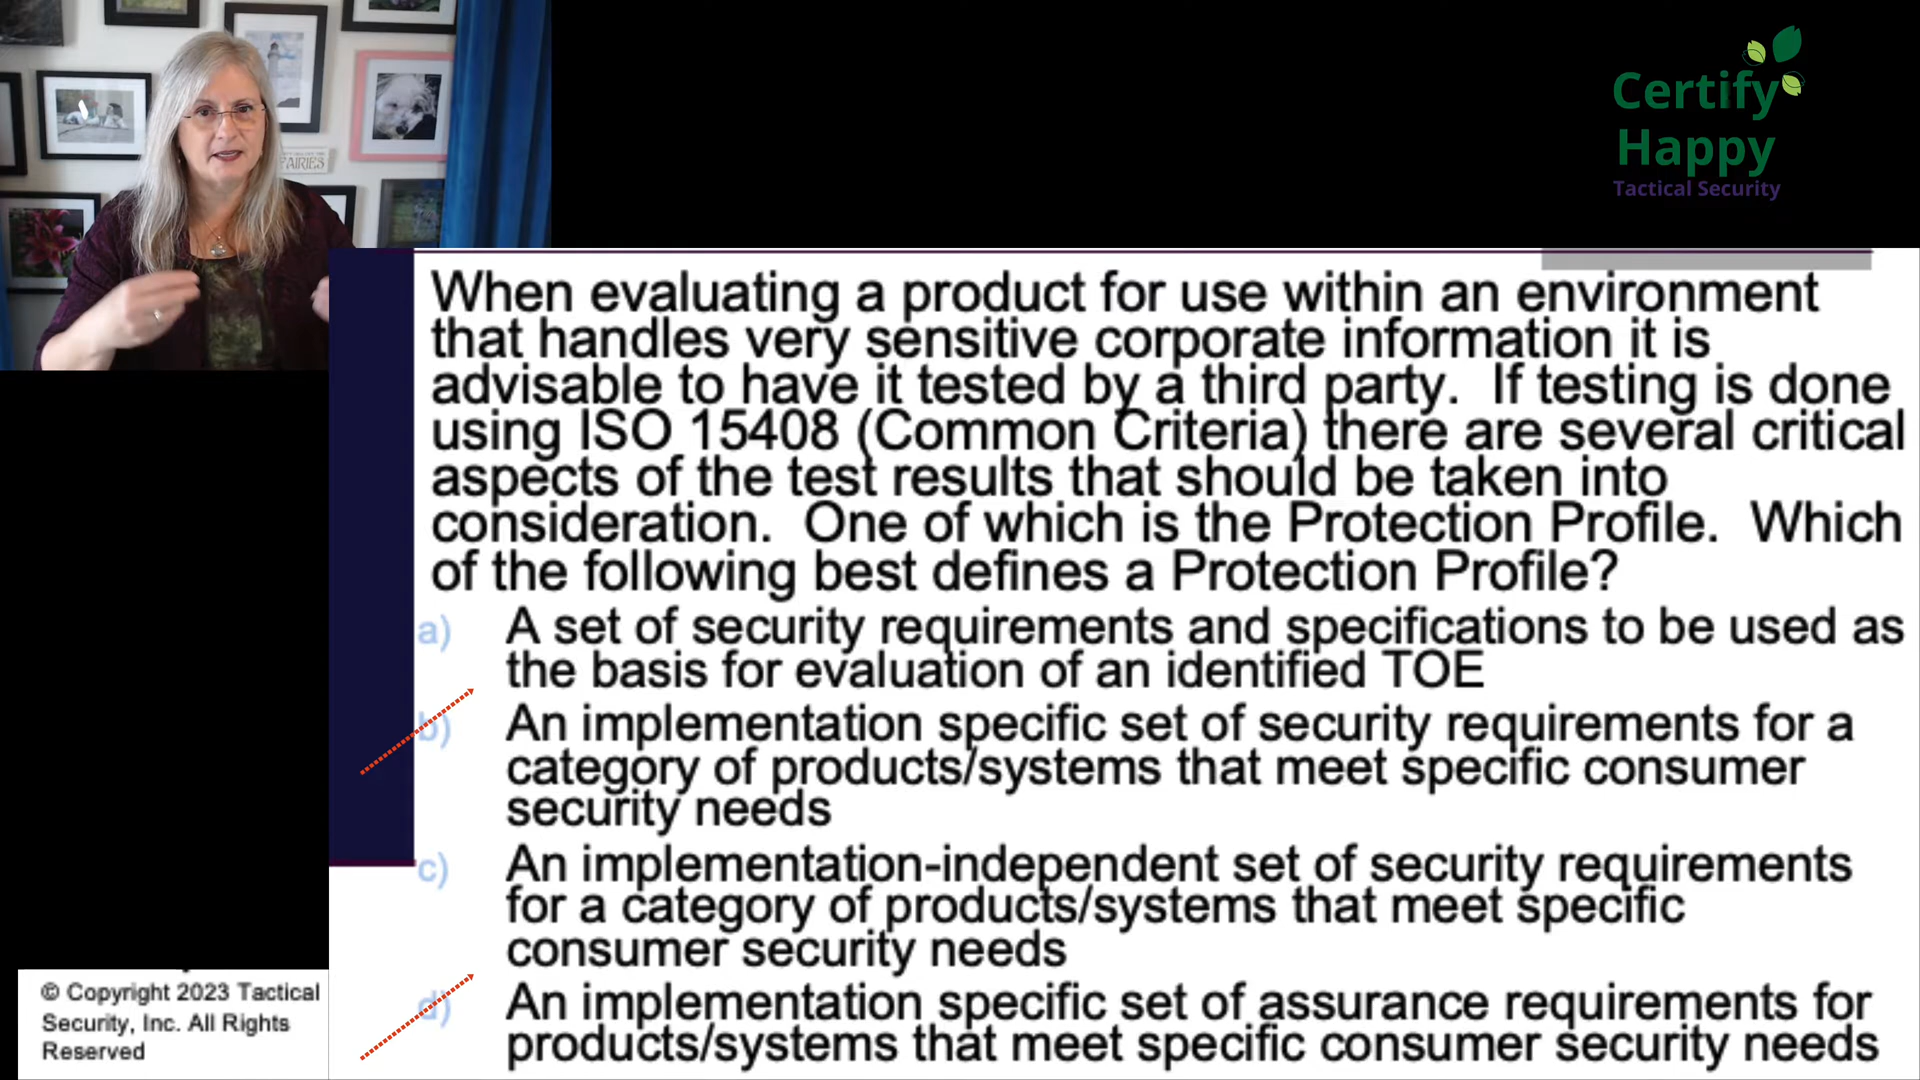 FAIRIES
Certify
Happy
Tactical Security
When evaluating a product for use within an environment
that handles very sensitive corporate information it is
advisable to have it tested by a third party. If testing is done
using ISO 15408 (Common Criteria) there are several critical
aspects of the test results that should be taken into
consideration. One of which is the Protection Profile. Which
of the following best defines a Protection Profile?
a) A set of security requirements and specifications to be used as
the basis for evaluation of an identified TOE
b) An implementation specific set of security requirements for a
category of products/systems that meet specific consumer
security needs
c) An implementation-independent set of security requirements
for a category of products/systems that meet specific
consumer security needs
d) An implementation specific set of assurance requirements for
products/systems that meet specific consumer security needs
© Copyright 2023 Tactical
Security, Inc. All Rights
Reserved